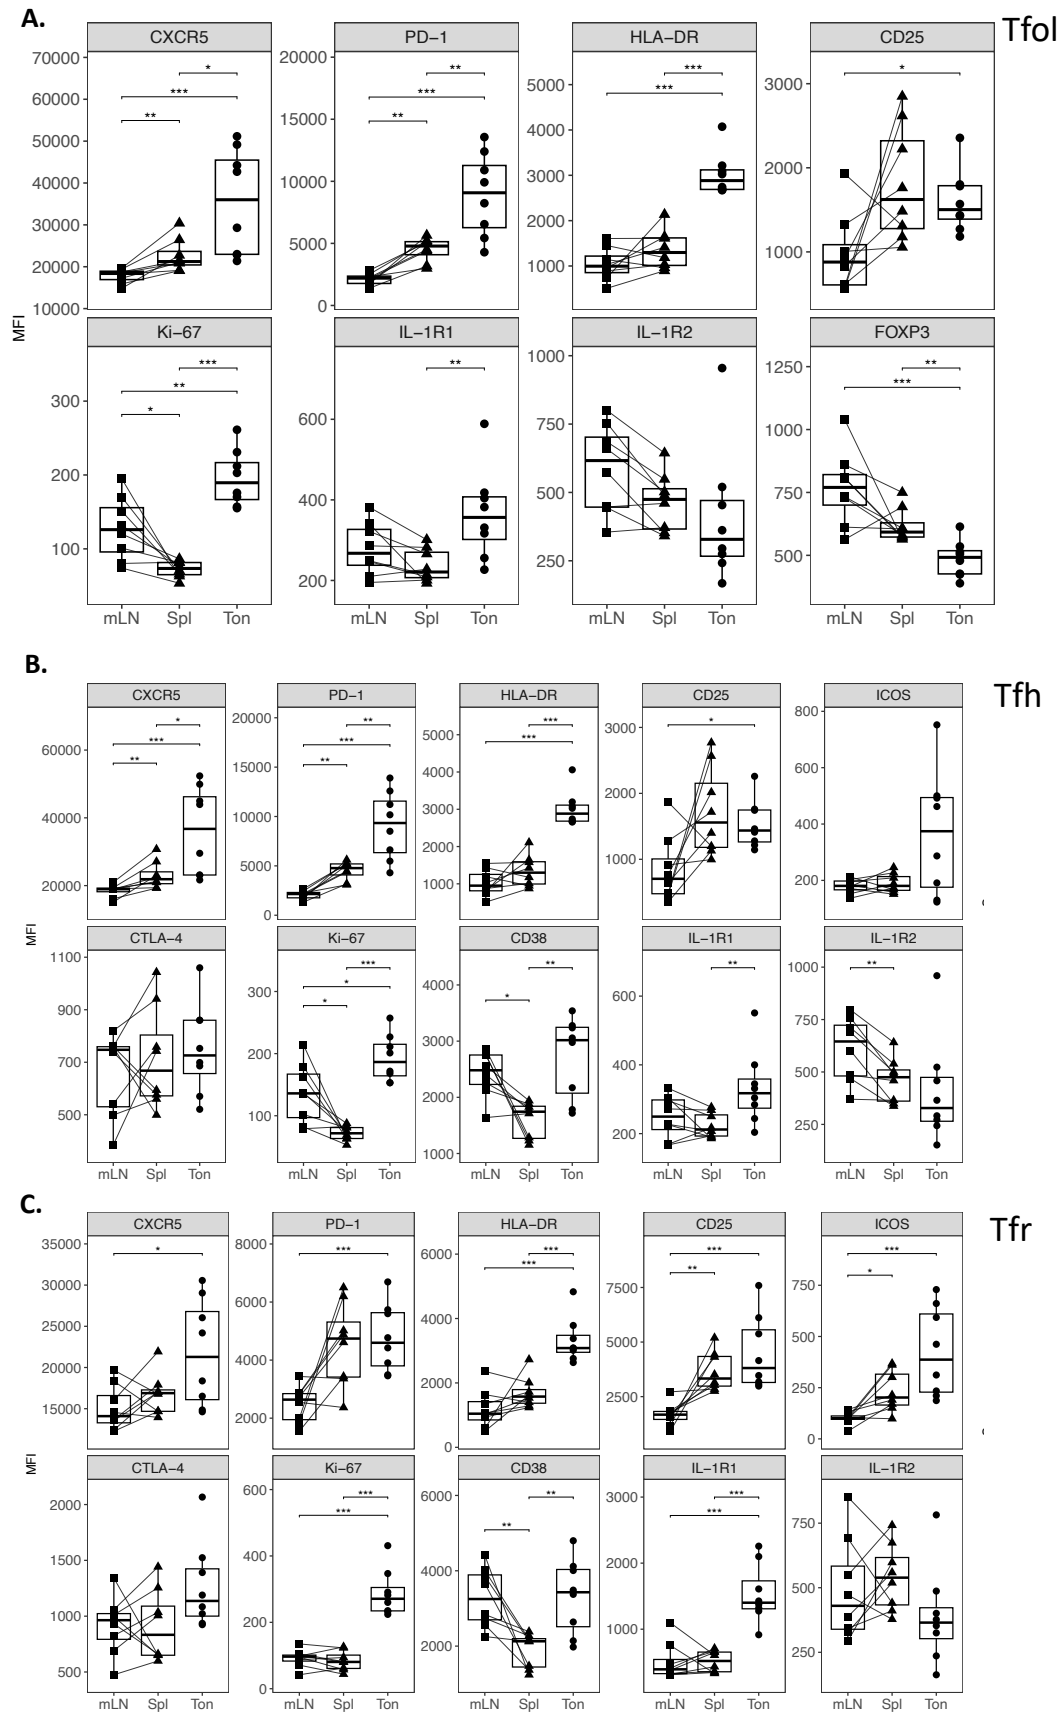 A.
Tfol
CXCR5 PD-1 HLA-DR CD25
70000 60000 50000 40000 30000 20000 10000
* *** **
20000 15000 10000 5000 0
** *** **
5000 4000 3000 2000 1000
*** ***
3000 2000 1000
*
MFI
Ki-67 IL-1R1 IL-1R2 FOXP3
300 200 100
*** ** *
600 400 200
**
1000 750 500 250
1250 1000 750 500
** ***
mLN Spl Ton mLN Spl Ton mLN Spl Ton mLN Spl Ton
B.
Tfh
CXCR5 PD-1 HLA-DR CD25 ICOS
60000 40000 20000
* *** **
20000 15000 10000 5000 0
** *** **
5000 4000 3000 2000 1000
*** ***
3000 2000 1000
*
800 600 400 200
MFI
CTLA-4 Ki-67 CD38 IL-1R1 IL-1R2
1100 900 700 500
300 200 100
*** * *
4000 3000 2000 1000
** *
600 400 200
**
1000 750 500 250
**
mLN Spl Ton mLN Spl Ton mLN Spl Ton mLN Spl Ton mLN Spl Ton
C.
Tfr
CXCR5 PD-1 HLA-DR CD25 ICOS
35000 30000 25000 20000 15000
*
8000 6000 4000 2000
***
6000 4000 2000 0
*** ***
7500 5000 2500
*** **
750 500 250 0
*** *
MFI
CTLA-4 Ki-67 CD38 IL-1R1 IL-1R2
2000 1500 1000 500
600 400 200 0
*** ***
6000 4000 2000
** **
3000 2000 1000
*** ***
750 500 250
mLN Spl Ton mLN Spl Ton mLN Spl Ton mLN Spl Ton mLN Spl Ton